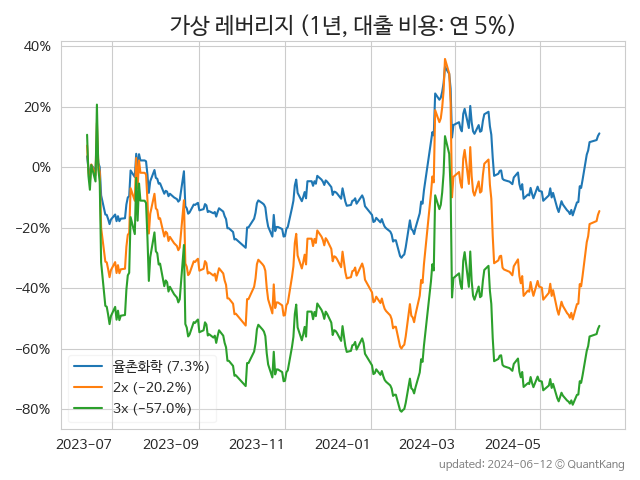 가상 레버리지 (1년, 대출 비용: 연 5%)
40%
20%
0%
−20%
−40%
−60%
−80%
율촌화학 (7.3%)
2x (−20.2%)
3x (−57.0%)
2023-07
2023-09
2023-11
2024-01
2024-03
2024-05
updated: 2024-06-12 © QuantKang